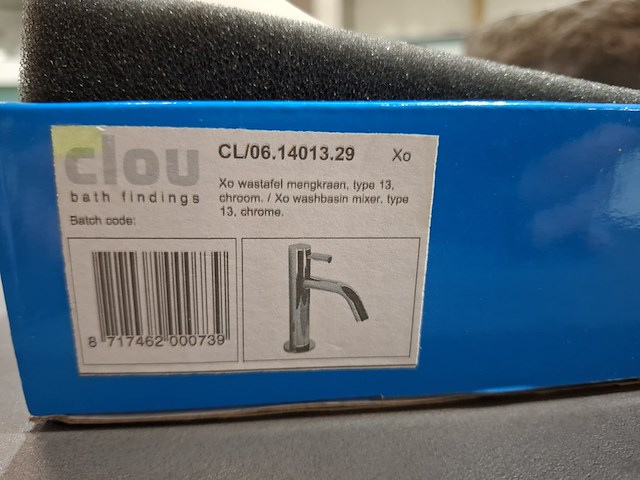 clou
bath findings
Batch code:
CL/06.14013.29 Xo
Xo wastafel mengkraan, type 13,
chroom. / Xo washbasin mixer, type
13, chrome.
8 717462 000739